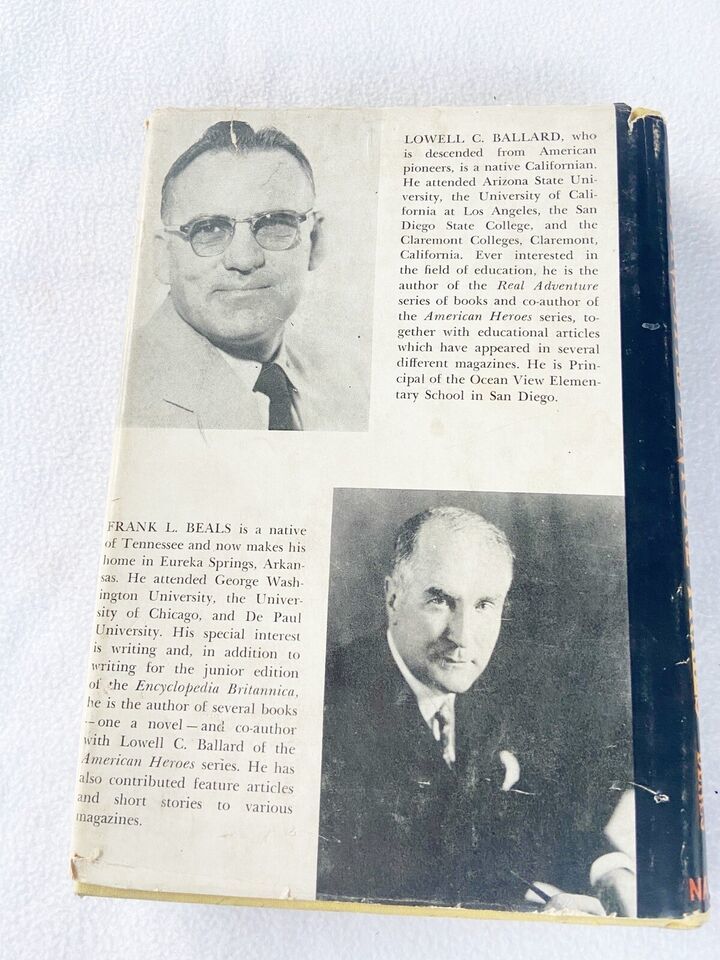 LOWELL C. BALLARD, who
is descended from American
pioneers, is a native Californian.
He attended Arizona State Uni-
versity, the University of Cali-
fornia at Los Angeles, the San
Diego State College, and the
Claremont Colleges, Claremont,
California. Ever interested in
the field of education, he is the
author of the Real Adventure
series of books and co-author of
the American Heroes series, to-
gether with educational articles
which have appeared in several
different magazines. He is Prin-
cipal of the Ocean View Elemen-
tary School in San Diego.
FRANK L. BEALS is a native
of Tennessee and now makes his
home in Eureka Springs, Arkan-
sas. He attended George Wash-
ington University, the Univer-
sity of Chicago, and De Paul
University. His special interest
is writing and, in addition to
writing for the junior edition
of the Encyclopedia Britannica,
he is the author of several books
—one a novel—and co-author
with Lowell C. Ballard of the
American Heroes series. He has
also contributed feature articles
and short stories to various
magazines.